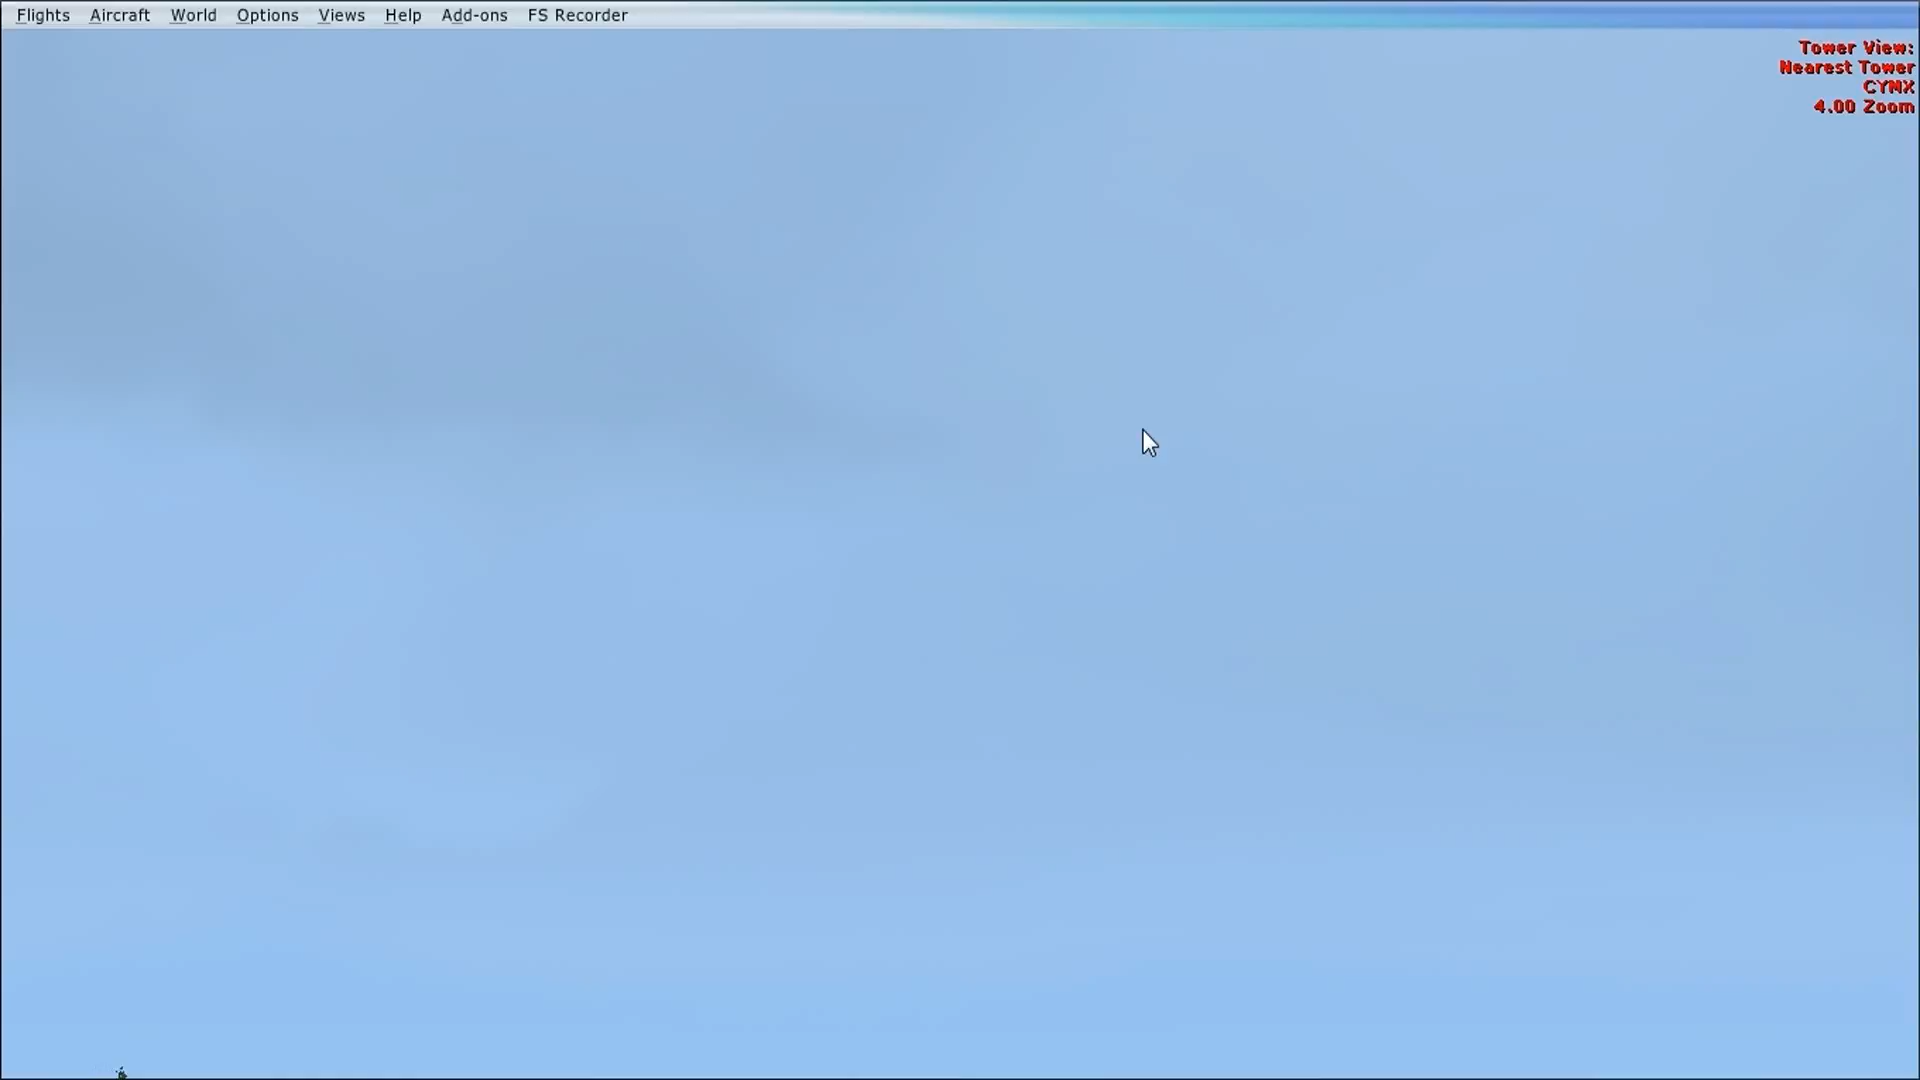 Flights Aircraft World Options Views Help Add-ons FS Recorder
Tower View:
Nearest Tower
CYMX
4.00 Zoom